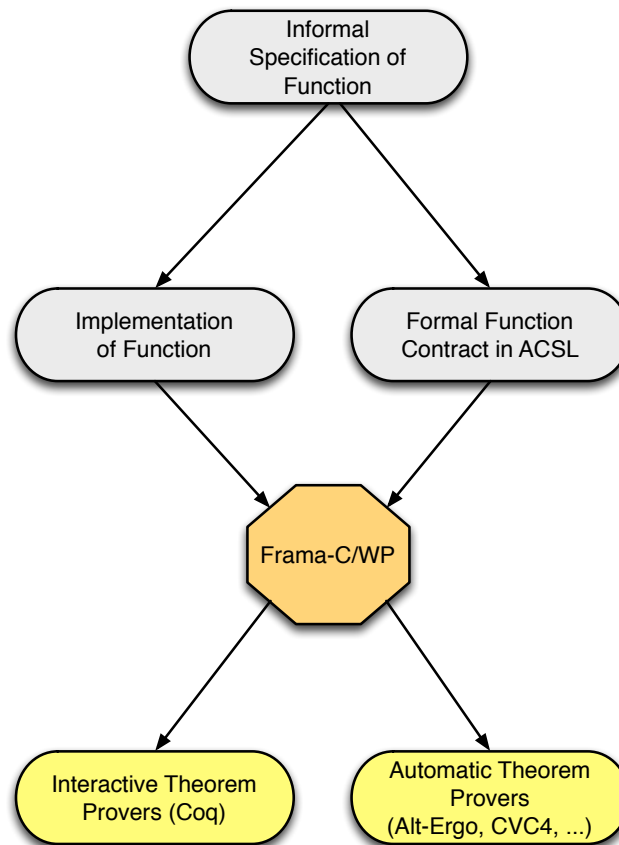 Informal
Specification of
Function
Implementation
of Function
Formal Function
Contract in ACSL
Frama-C/WP
Interactive Theorem
Provers (Coq)
Automatic Theorem
Provers
(Alt-Ergo, CVC4, ...)